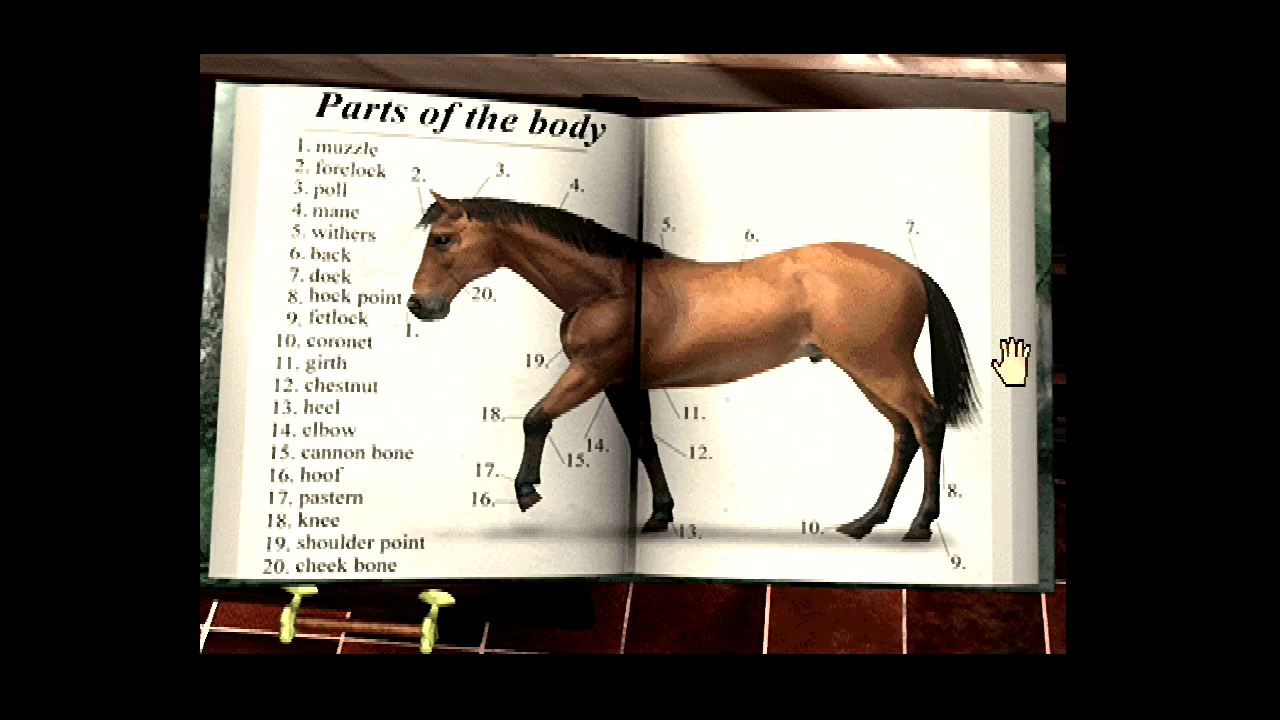 Parts of the body
1. muzzle
2. forelock
3. poll
4. mane
5. withers
6. back
7. dock
8. hock point
9. fetlock
10. coronet
11. girth
12. chestnut
13. heel
14. elbow
15. cannon bone
16. hoof
17. pastern
18. knee
19. shoulder point
20. cheek bone
2.
3.
4.
20.
1.
19.
18.
14.
15.
17.
16.
5.
6.
7.
11.
12.
8.
10.
13.
9.